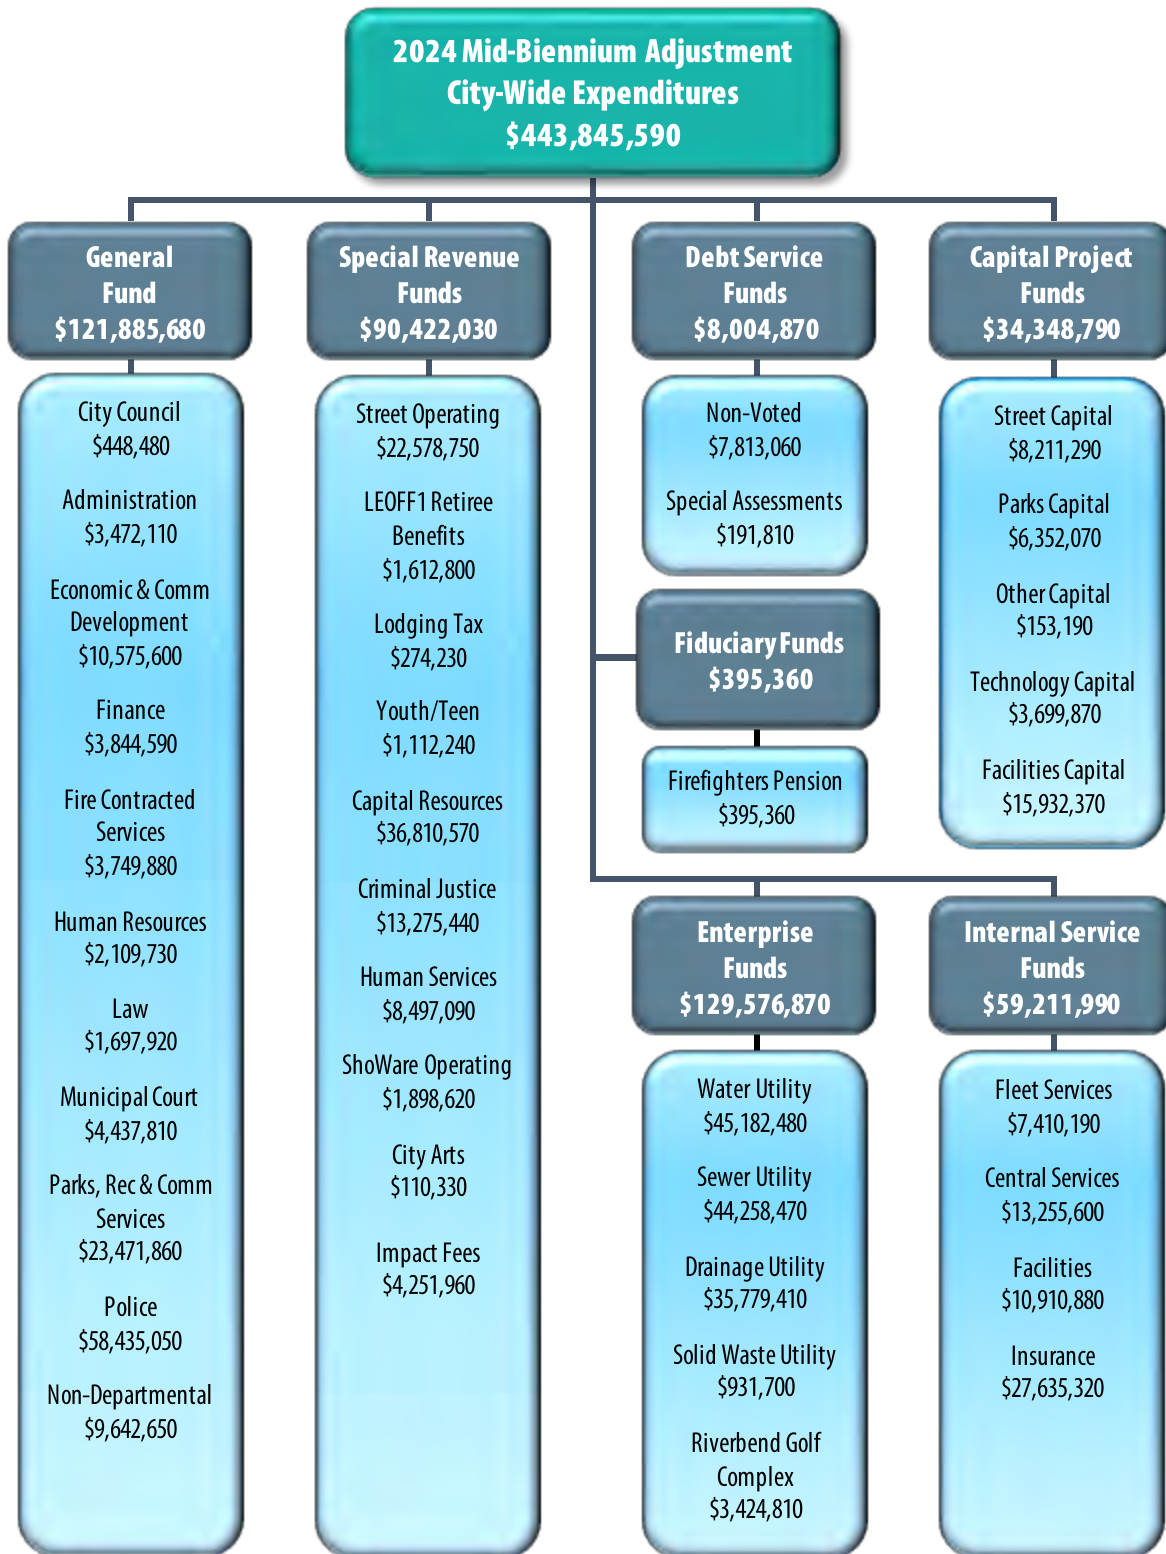 2024 Mid-Biennium Adjustment
City-Wide Expenditures
$443,845,590
General
Fund
$121,885,680
City Council
$448,480
Administration
$3,472,110
Economic & Comm
Development
$10,575,600
Finance
$3,844,590
Fire Contracted
Services
$3,749,880
Human Resources
$2,109,730
Law
$1,697,920
Municipal Court
$4,437,810
Parks, Rec & Comm
Services
$23,471,860
Police
$58,435,050
Non-Departmental
$9,642,650
Special Revenue
Funds
$90,422,030
Street Operating
$22,578,750
LEOFF1 Retiree
Benefits
$1,612,800
Lodging Tax
$274,230
Youth/Teen
$1,112,240
Capital Resources
$36,810,570
Criminal Justice
$13,275,440
Human Services
$8,497,090
ShoWare Operating
$1,898,620
City Arts
$110,330
Impact Fees
$4,251,960
Debt Service
Funds
$8,004,870
Non-Voted
$7,813,060
Special Assessments
$191,810
Capital Project
Funds
$34,348,790
Street Capital
$8,211,290
Parks Capital
$6,352,070
Other Capital
$153,190
Technology Capital
$3,699,870
Facilities Capital
$15,932,370
Fiduciary Funds
$395,360
Firefighters Pension
$395,360
Enterprise
Funds
$129,576,870
Water Utility
$45,182,480
Sewer Utility
$44,258,470
Drainage Utility
$35,779,410
Solid Waste Utility
$931,700
Riverbend Golf
Complex
$3,424,810
Internal Service
Funds
$59,211,990
Fleet Services
$7,410,190
Central Services
$13,255,600
Facilities
$10,910,880
Insurance
$27,635,320